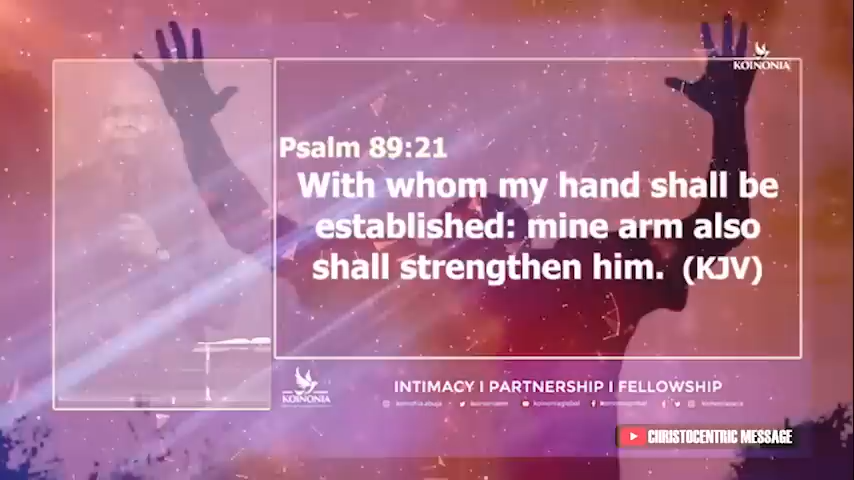 KOINONIA
Psalm 89:21
With whom my hand shall be
established: mine arm also
shall strengthen him. (KJV)
KOINONIA
INTIMACY I PARTNERSHIP I FELLOWSHIP
CHRISTOCENTRIC MESSAGE